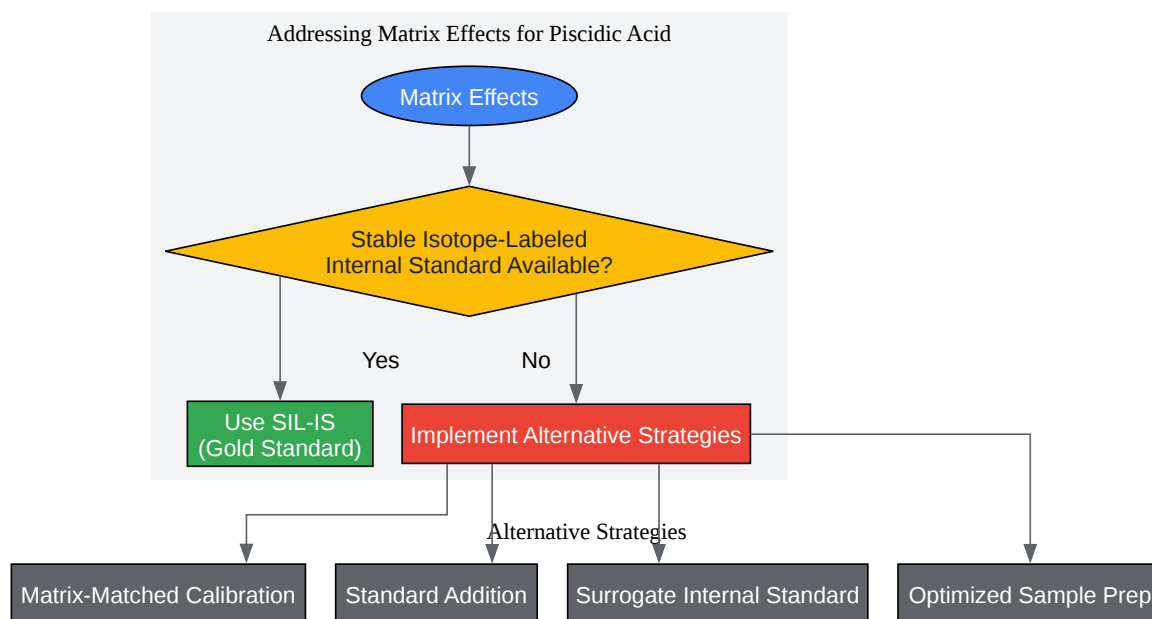 Addressing Matrix Effects for Piscidic Acid
Matrix Effects
Stable Isotope-Labeled
Internal Standard Available?
Yes
No
Use SIL-IS
(Gold Standard)
Implement Alternative Strategies
Alternative Strategies
Matrix-Matched Calibration
Standard Addition
Surrogate Internal Standard
Optimized Sample Prep